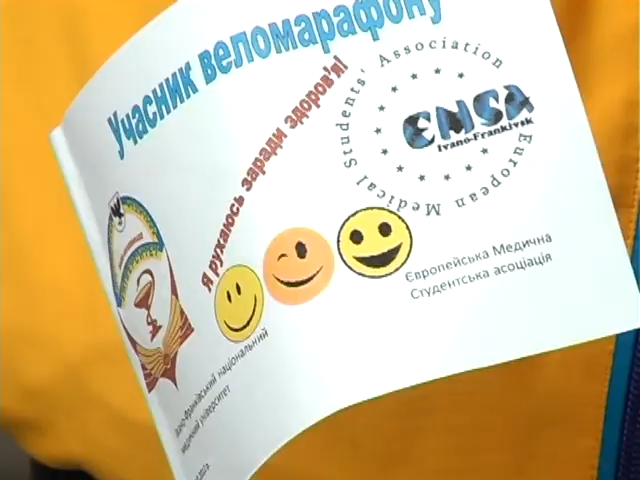 Учасник веломарафону
Я рухаюсь заради здоров'я!
European Medical Students' Association
EMSA
Ivano-Frankivsk
Європейська Медична
Студентська асоціація
Івано-Франківський національний
медичний університет